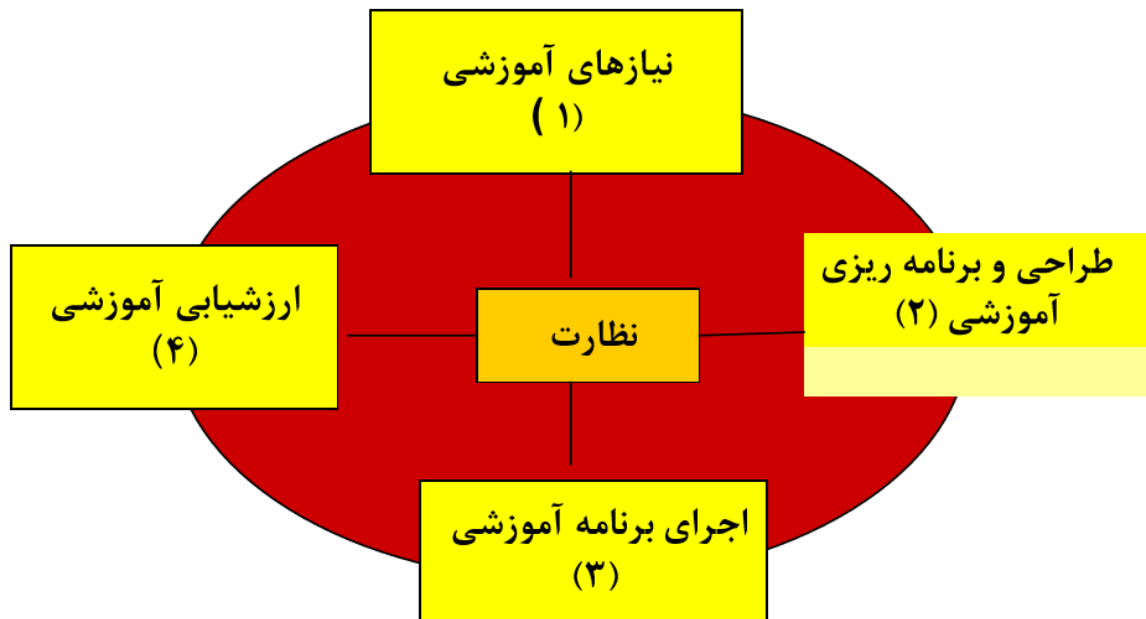 نیازهای آموزشی
(۱ )
طراحی و برنامه ریزی
آموزشی (۲)
ارزشیابی آموزشی
(۴)
نظارت
اجرای برنامه آموزشی
(۳)